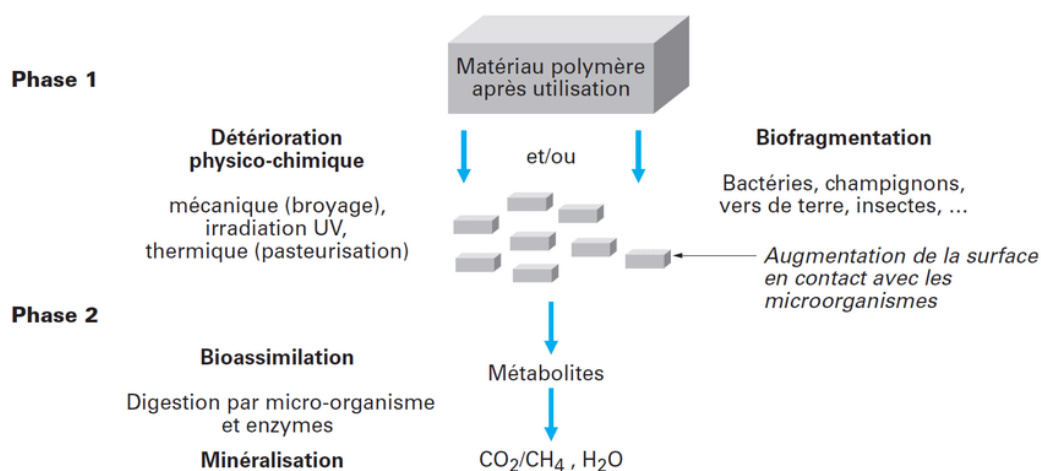 Phase 1
Matériau polymère
après utilisation
Détérioration
physico-chimique
et/ou
Biofragmentation
mécanique (broyage),
irradiation UV,
thermique (pasteurisation)
Bactéries, champignons,
vers de terre, insectes, ...
Augmentation de la surface
en contact avec les
microorganismes
Phase 2
Bioassimilation
Métabolites
Digestion par micro-organisme
et enzymes
Minéralisation
CO₂/CH₄ , H₂O